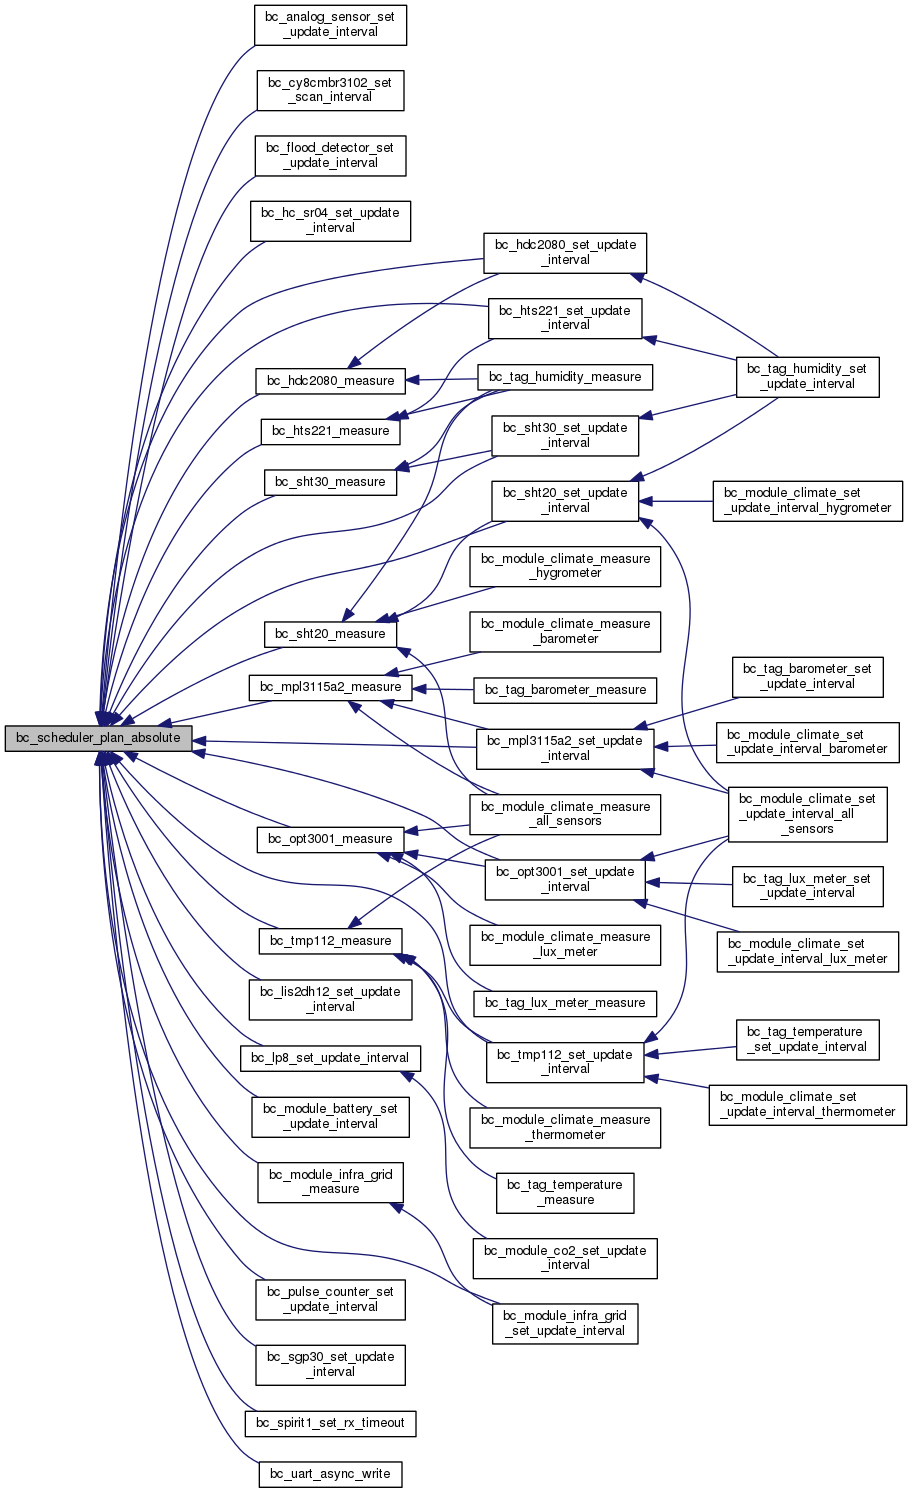 bc_analog_sensor_set
_update_interval
bc_cy8cmbr3102_set
_scan_interval
bc_flood_detector_set
_update_interval
bc_hc_sr04_set_update
_interval
bc_hdc2080_set_update
_interval
bc_hts221_set_update
_interval
bc_hdc2080_measure
bc_tag_humidity_measure
bc_tag_humidity_set
_update_interval
bc_hts221_measure
bc_sht30_set_update
_interval
bc_sht30_measure
bc_sht20_set_update
_interval
bc_module_climate_set
_update_interval_hygrometer
bc_module_climate_measure
_hygrometer
bc_sht20_measure
bc_module_climate_measure
_barometer
bc_mpl3115a2_measure
bc_tag_barometer_measure
bc_tag_barometer_set
_update_interval
bc_scheduler_plan_absolute
bc_mpl3115a2_set_update
_interval
bc_module_climate_set
_update_interval_barometer
bc_module_climate_measure
_all_sensors
bc_module_climate_set
_update_interval_all
_sensors
bc_opt3001_measure
bc_opt3001_set_update
_interval
bc_tag_lux_meter_set
_update_interval
bc_tmp112_measure
bc_module_climate_measure
_lux_meter
bc_module_climate_set
_update_interval_lux_meter
bc_lis2dh12_set_update
_interval
bc_tag_lux_meter_measure
bc_lp8_set_update_interval
bc_tmp112_set_update
_interval
bc_tag_temperature
_set_update_interval
bc_module_battery_set
_update_interval
bc_module_climate_measure
_thermometer
bc_module_climate_set
_update_interval_thermometer
bc_module_infra_grid
_measure
bc_tag_temperature
_measure
bc_module_co2_set_update
_interval
bc_pulse_counter_set
_update_interval
bc_module_infra_grid
_set_update_interval
bc_sgp30_set_update
_interval
bc_spirit1_set_rx_timeout
bc_uart_async_write